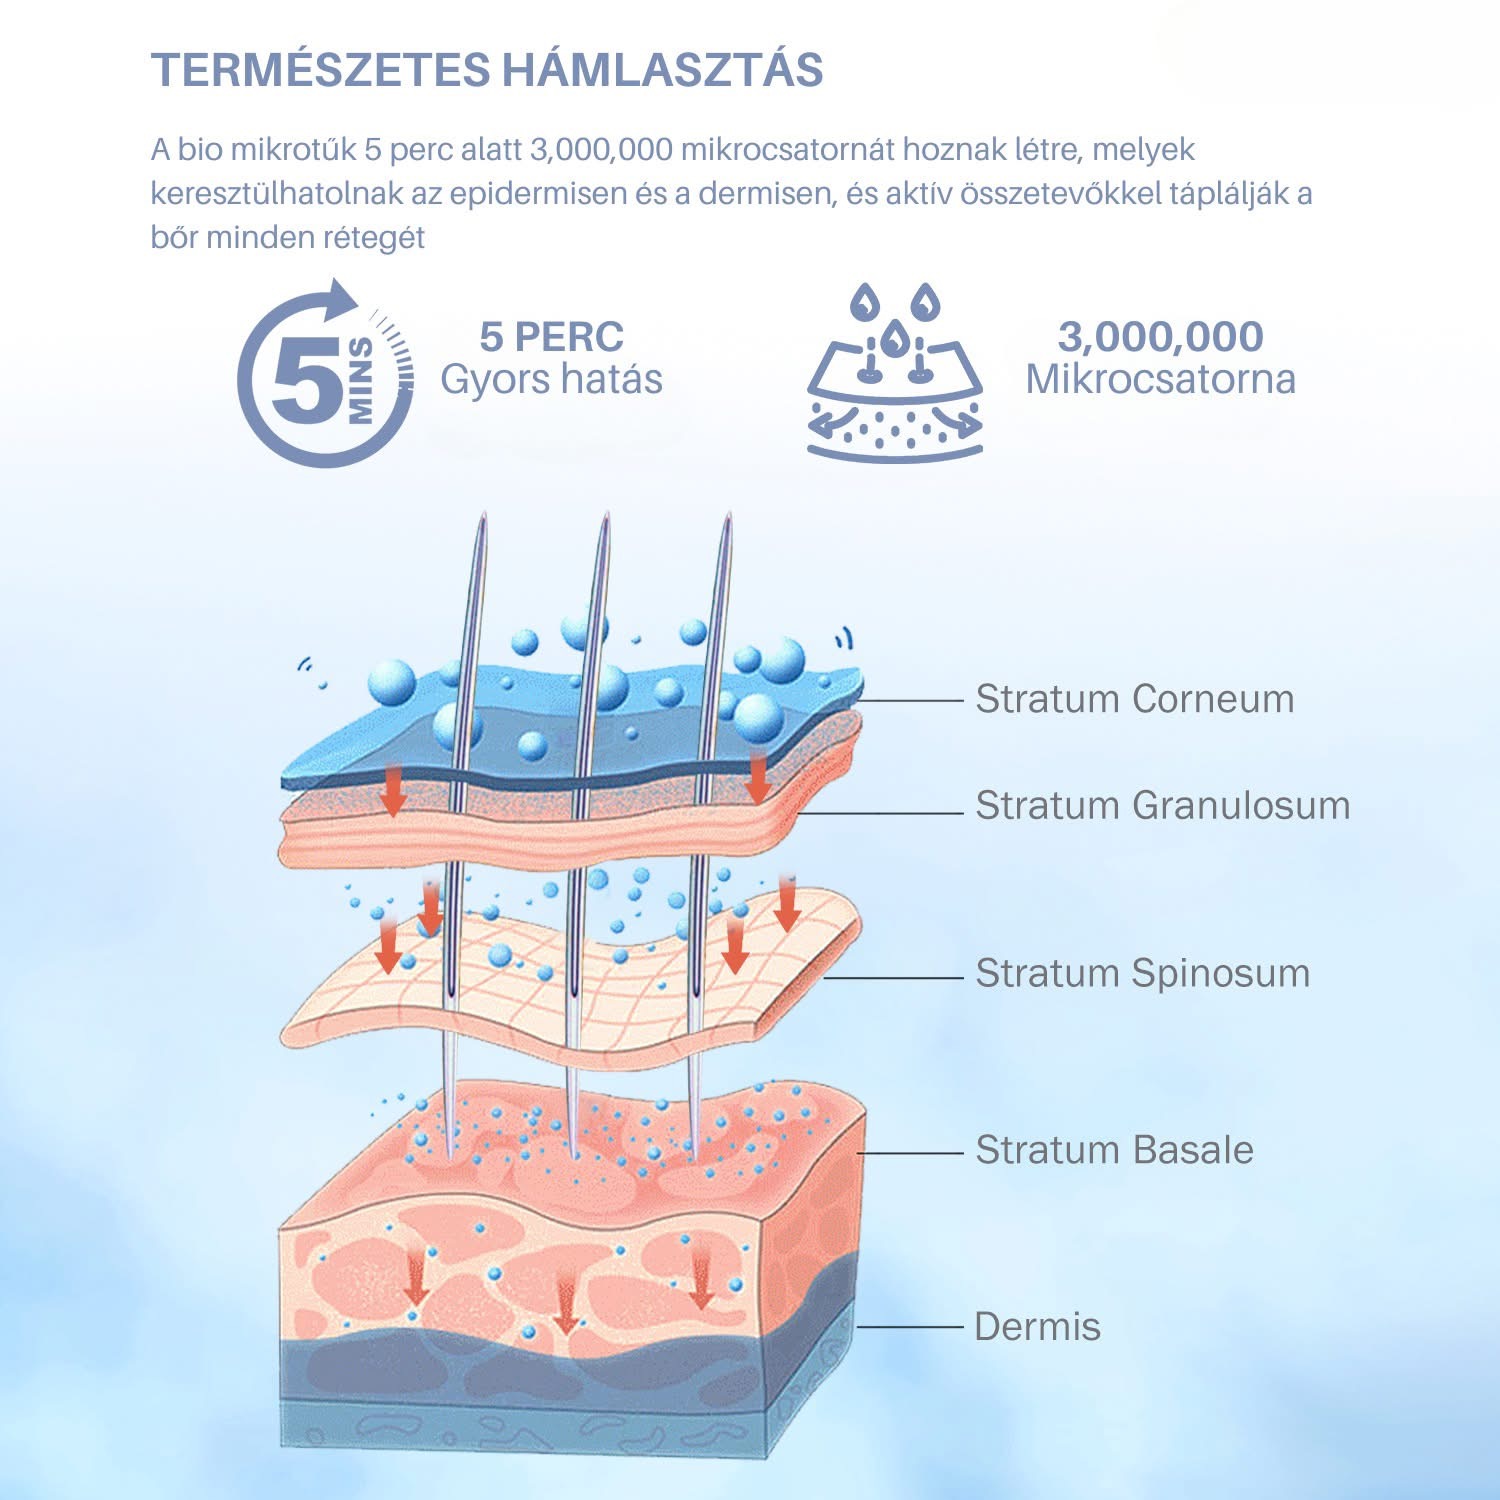 TERMÉSZETES HÁMLASZTÁS
A bio mikrotűk 5 perc alatt 3,000,000 mikrocsatornát hoznak létre, melyek
keresztülhatolnak az epidermisen és a dermisen, és aktív összetevőkkel táplálják a
bőr minden rétegét
5 MINS
5 PERC
Gyors hatás
3,000,000
Mikrocsatorna
Stratum Corneum
Stratum Granulosum
Stratum Spinosum
Stratum Basale
Dermis